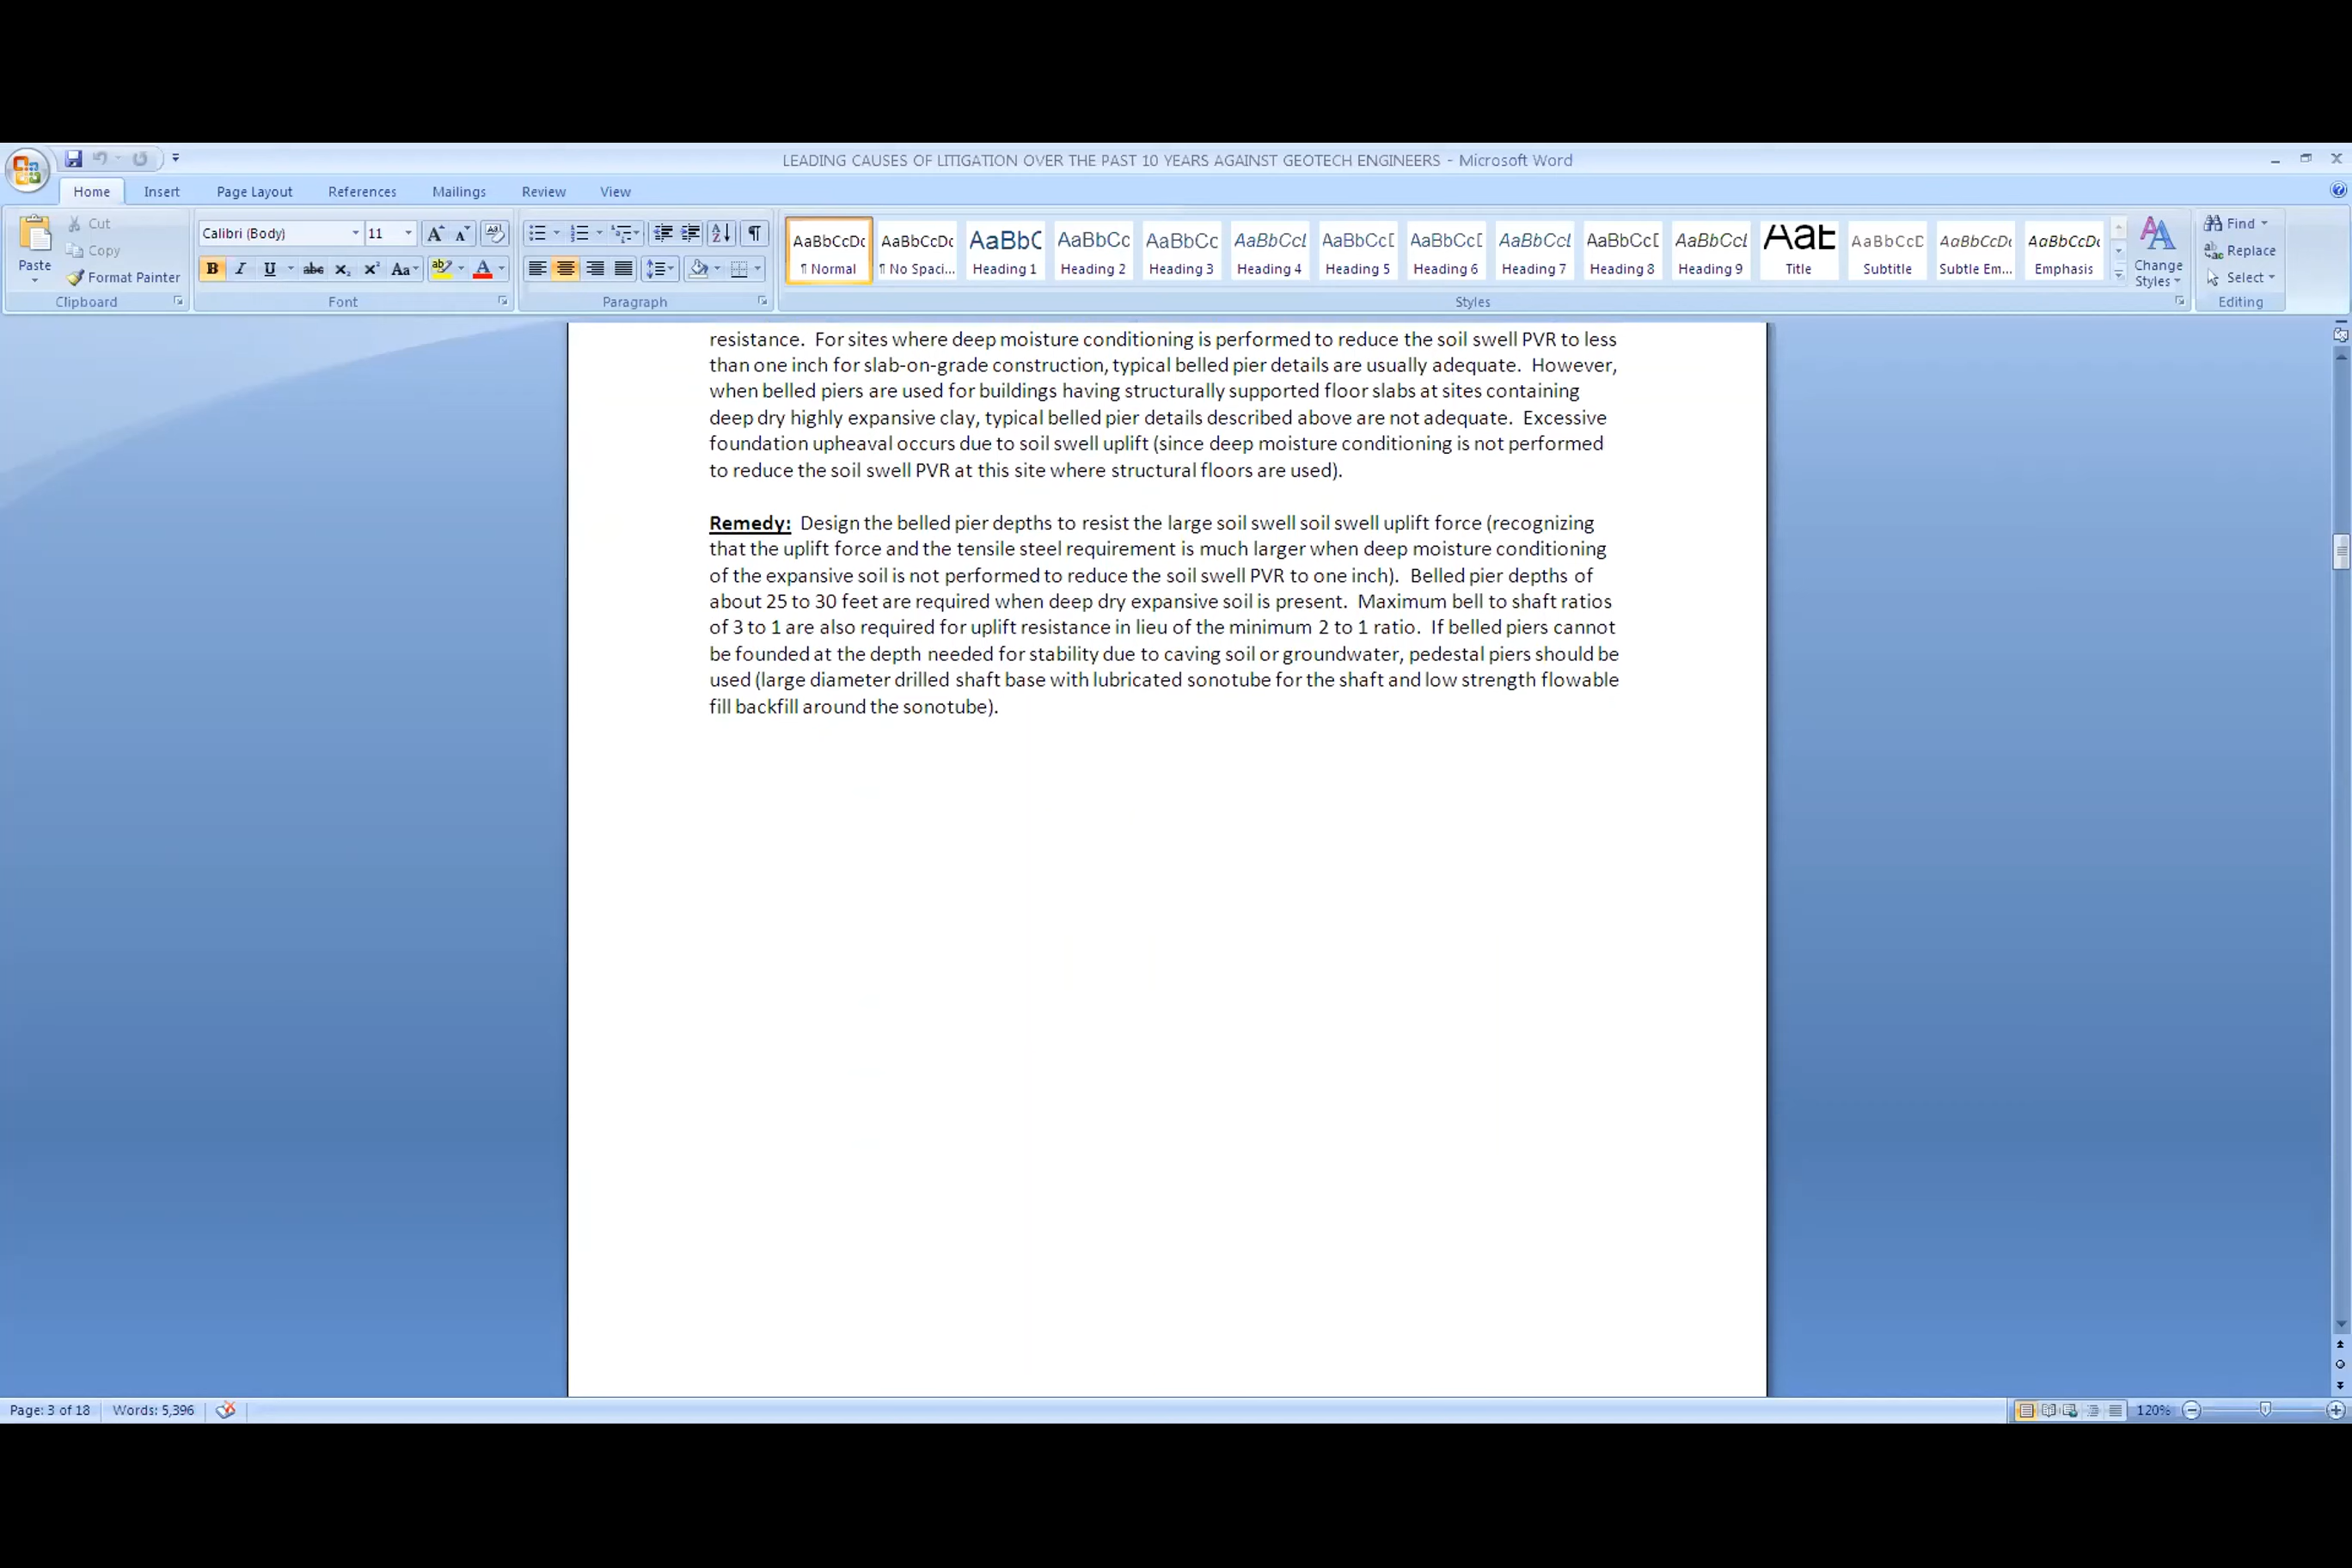 LEADING CAUSES OF LITIGATION OVER THE PAST 10 YEARS AGAINST GEOTECH ENGINEERS - Microsoft Word
Home Insert Page Layout References Mailings Review View
Paste
Cut
Copy
Format Painter
Clipboard
Calibri (Body) 11
B I U abc x₂ x² Aa ab A
Font
Paragraph
AaBbCcDc AaBbCcDc AaBbC AaBbCc AaBbCc AaBbCcI AaBbCcD AaBbCcD AaBbCcI AaBbCcD AaBbCcI AaB AaBbCcD AaBbCcDc AaBbCcDc
¶ Normal ¶ No Spaci... Heading 1 Heading 2 Heading 3 Heading 4 Heading 5 Heading 6 Heading 7 Heading 8 Heading 9 Title Subtitle Subtle Em... Emphasis
Styles
Change Styles
Find
Replace
Select
Editing
resistance. For sites where deep moisture conditioning is performed to reduce the soil swell PVR to less
than one inch for slab-on-grade construction, typical belled pier details are usually adequate. However,
when belled piers are used for buildings having structurally supported floor slabs at sites containing
deep dry highly expansive clay, typical belled pier details described above are not adequate. Excessive
foundation upheaval occurs due to soil swell uplift (since deep moisture conditioning is not performed
to reduce the soil swell PVR at this site where structural floors are used).
Remedy: Design the belled pier depths to resist the large soil swell soil swell uplift force (recognizing
that the uplift force and the tensile steel requirement is much larger when deep moisture conditioning
of the expansive soil is not performed to reduce the soil swell PVR to one inch). Belled pier depths of
about 25 to 30 feet are required when deep dry expansive soil is present. Maximum bell to shaft ratios
of 3 to 1 are also required for uplift resistance in lieu of the minimum 2 to 1 ratio. If belled piers cannot
be founded at the depth needed for stability due to caving soil or groundwater, pedestal piers should be
used (large diameter drilled shaft base with lubricated sonotube for the shaft and low strength flowable
fill backfill around the sonotube).
Page: 3 of 18 Words: 5,396 120%